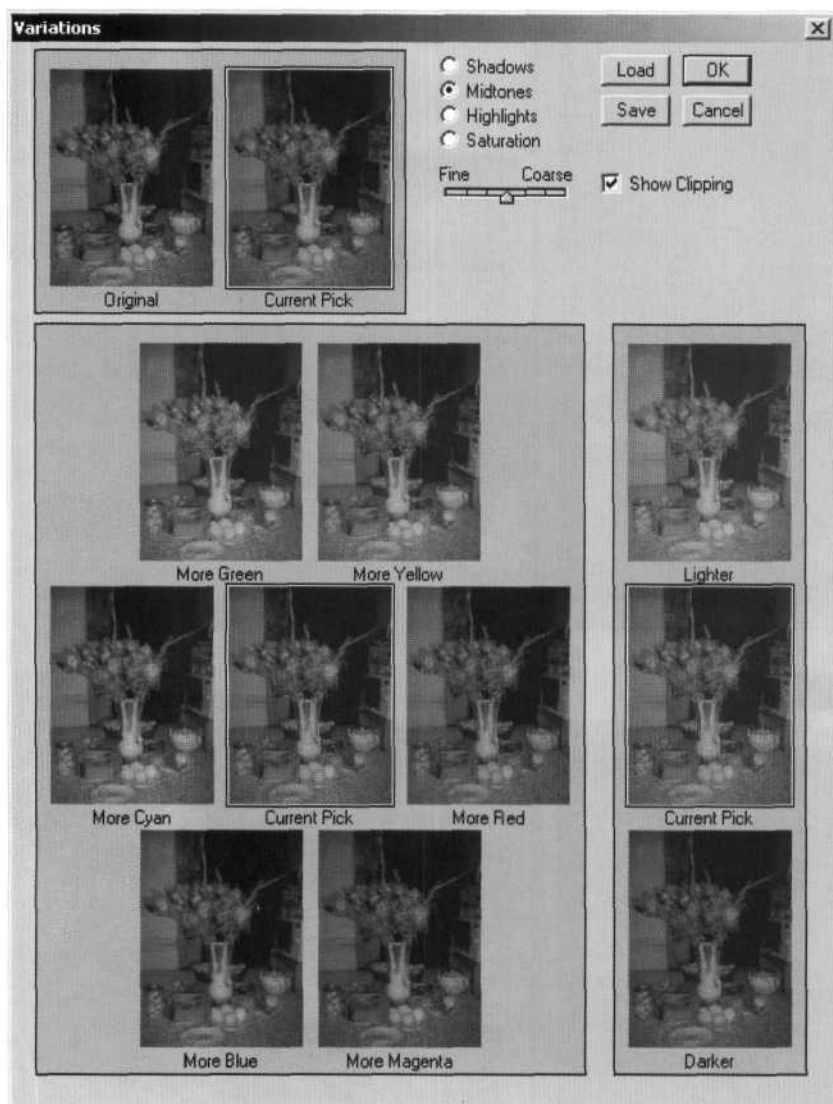 Variations
Original
Current Pick
Shadows
Midtones
Highlights
Saturation
Fine
Coarse
Load
OK
Save
Cancel
Show Clipping
More Green
More Yellow
More Cyan
Current Pick
More Red
More Blue
More Magenta
Lighter
Current Pick
Darker